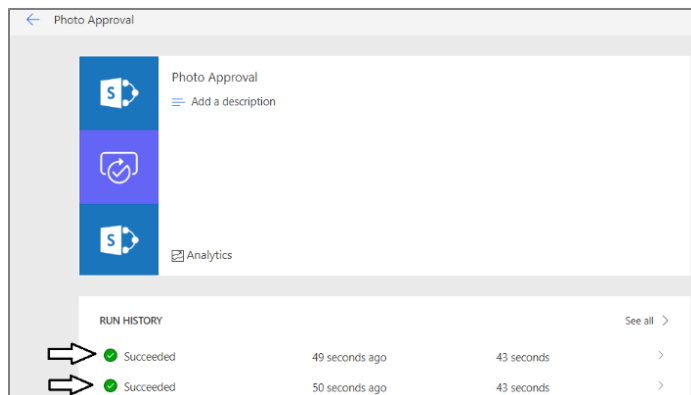 Photo Approval
Photo Approval
Add a description
Analytics
RUN HISTORY See all
Succeeded 49 seconds ago 43 seconds
Succeeded 50 seconds ago 43 seconds